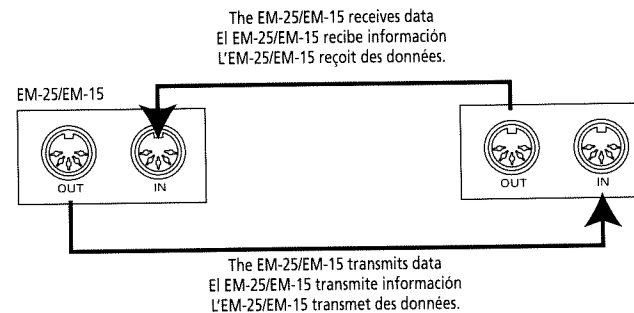 The EM-25/EM-15 receives data
El EM-25/EM-15 recibe información
L'EM-25/EM-15 reçoit des données.
EM-25/EM-15
OUT
IN
OUT
IN
The EM-25/EM-15 transmits data
El EM-25/EM-15 transmite información
L'EM-25/EM-15 transmet des données.